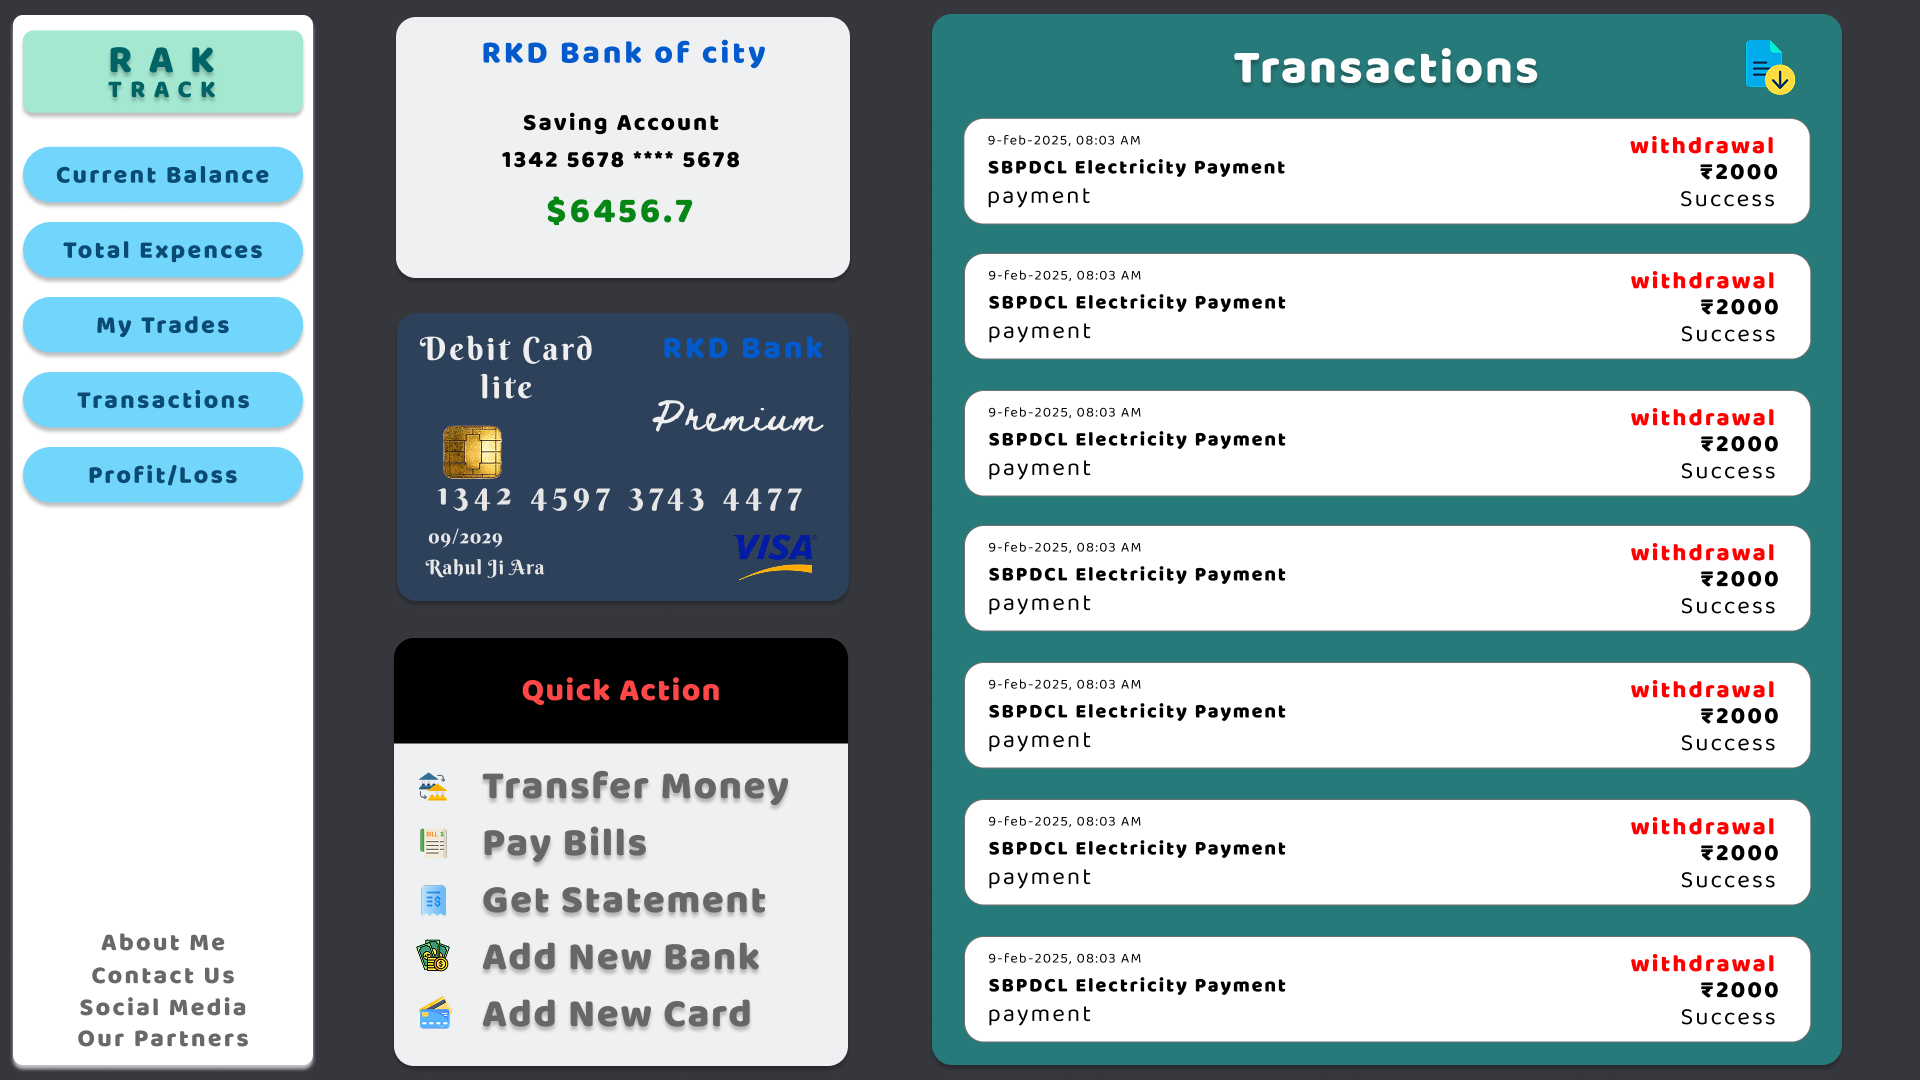 RAK
TRACK
Current Balance
Total Expences
My Trades
Transactions
Profit/Loss
About Me
Contact Us
Social Media
Our Partners
RKD Bank of city
Saving Account
1342 5678 **** 5678
$6456.7
Debit Card
lite
RKD Bank
Premium
1342 4597 3743 4477
09/2029
Rahul Ji Ara
VISA
Quick Action
Transfer Money
BILL $
Pay Bills
Get Statement
Add New Bank
Add New Card
Transactions
9-feb-2025, 08:03 AM
SBPDCL Electricity Payment
payment
withdrawal
₹2000
Success
9-feb-2025, 08:03 AM
SBPDCL Electricity Payment
payment
withdrawal
₹2000
Success
9-feb-2025, 08:03 AM
SBPDCL Electricity Payment
payment
withdrawal
₹2000
Success
9-feb-2025, 08:03 AM
SBPDCL Electricity Payment
payment
withdrawal
₹2000
Success
9-feb-2025, 08:03 AM
SBPDCL Electricity Payment
payment
withdrawal
₹2000
Success
9-feb-2025, 08:03 AM
SBPDCL Electricity Payment
payment
withdrawal
₹2000
Success
9-feb-2025, 08:03 AM
SBPDCL Electricity Payment
payment
withdrawal
₹2000
Success